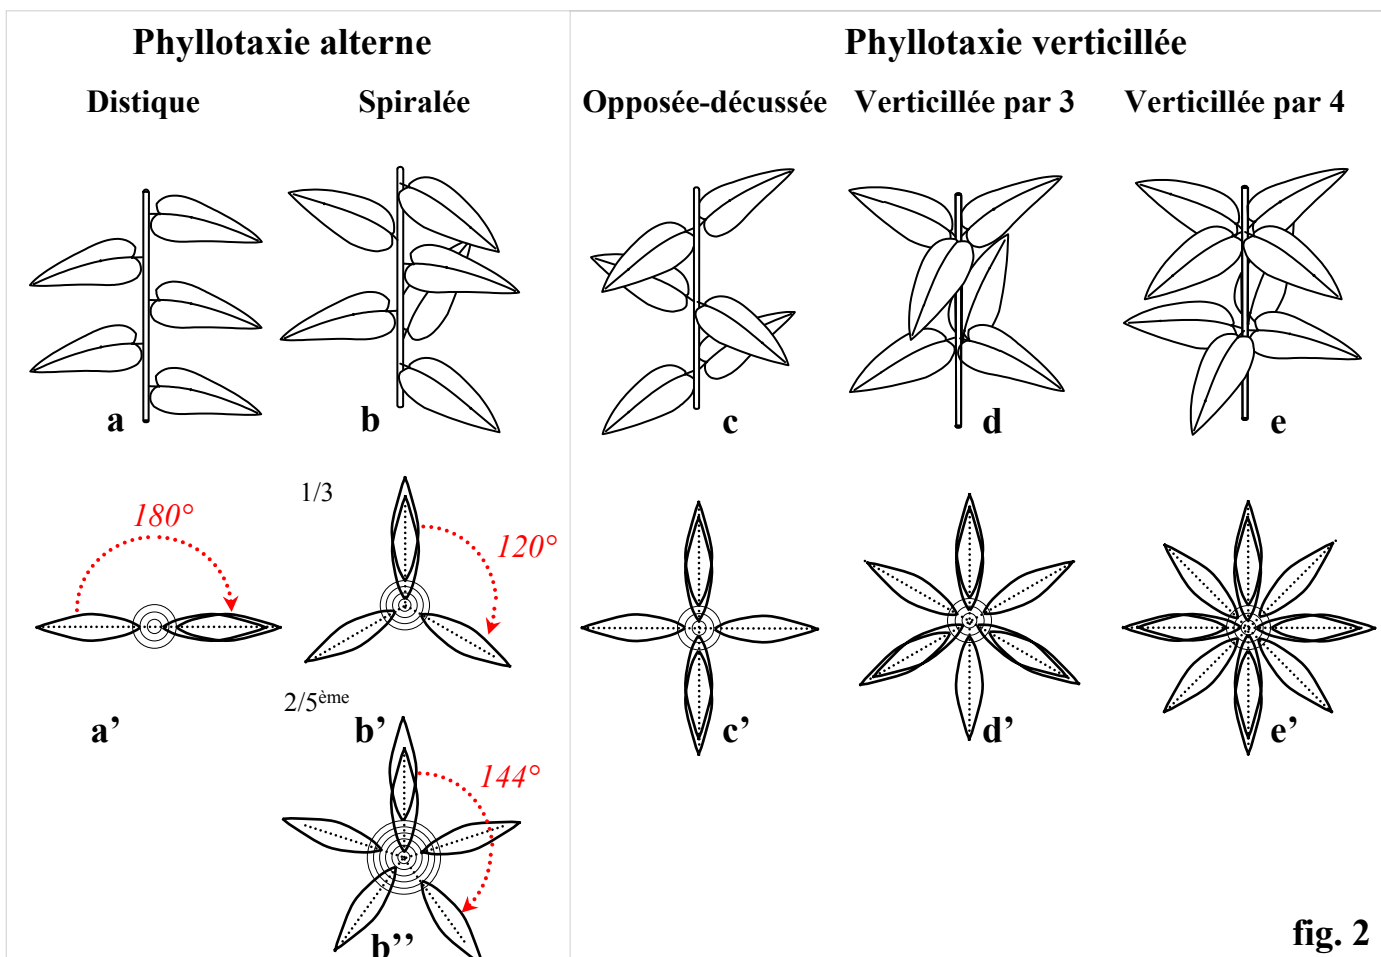 Phyllotaxie alterne
Phyllotaxie verticillée
Distique
Spiralée
Opposée-décussée
Verticillée par 3
Verticillée par 4
a
b
c
d
e
1/3
180°
120°
2/5ème
a’
b’
c’
d’
e’
144°
b’’
fig. 2